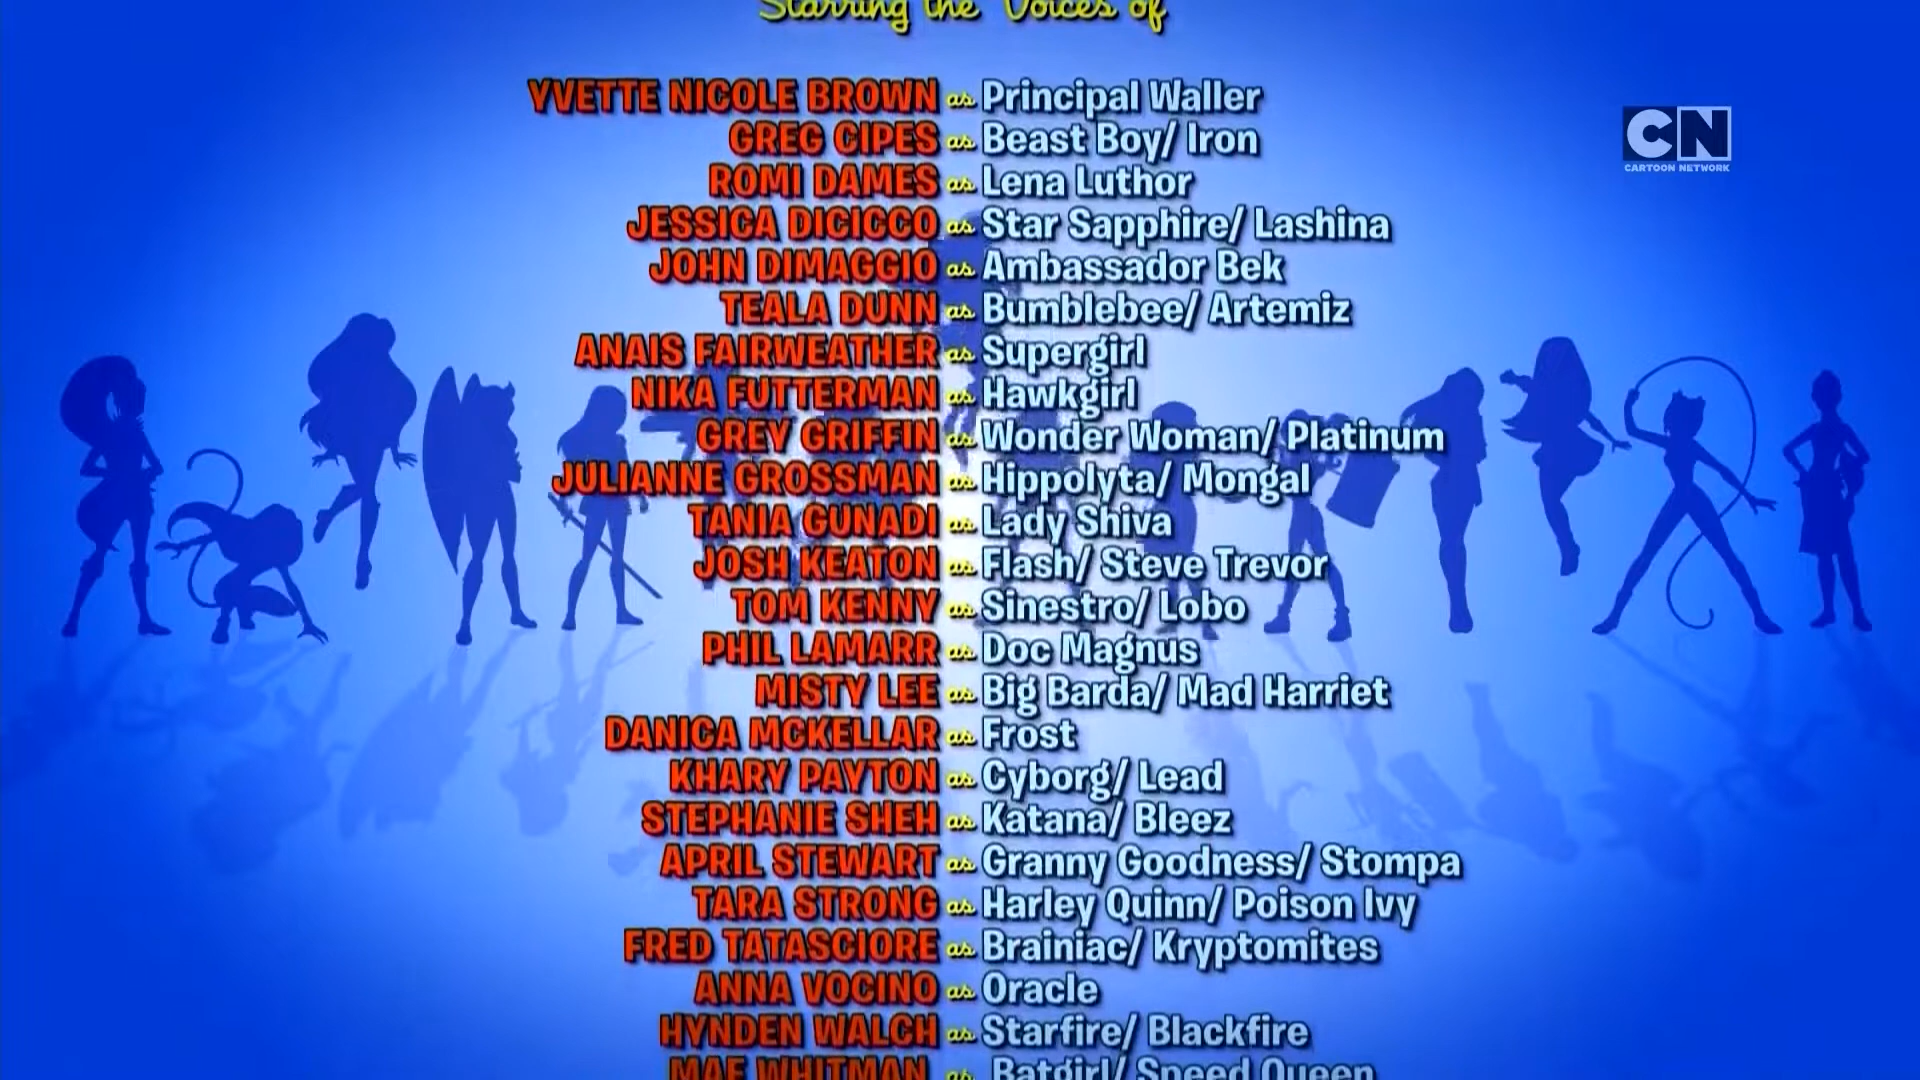 Starring the Voices of
YVETTE NICOLE BROWN as Principal Waller
GREG CIPES as Beast Boy/ Iron
ROMI DAMES as Lena Luthor
JESSICA DICICCO as Star Sapphire/ Lashina
JOHN DIMAGGIO as Ambassador Bek
TEALA DUNN as Bumblebee/ Artemiz
ANAIS FAIRWEATHER as Supergirl
NIKA FUTTERMAN as Hawkgirl
GREY GRIFFIN as Wonder Woman/ Platinum
JULIANNE GROSSMAN as Hippolyta/ Mongal
TANIA GUNADI as Lady Shiva
JOSH KEATON as Flash/ Steve Trevor
TOM KENNY as Sinestro/ Lobo
PHIL LAMARR as Doc Magnus
MISTY LEE as Big Barda/ Mad Harriet
DANICA MCKELLAR as Frost
KHARY PAYTON as Cyborg/ Lead
STEPHANIE SHEH as Katana/ Bleez
APRIL STEWART as Granny Goodness/ Stompa
TARA STRONG as Harley Quinn/ Poison Ivy
FRED TATASCIORE as Brainiac/ Kryptomites
ANNA VOCINO as Oracle
HYNDEN WALCH as Starfire/ Blackfire
MAE WHITMAN as Batgirl/ Speed Queen
CN
CARTOON NETWORK